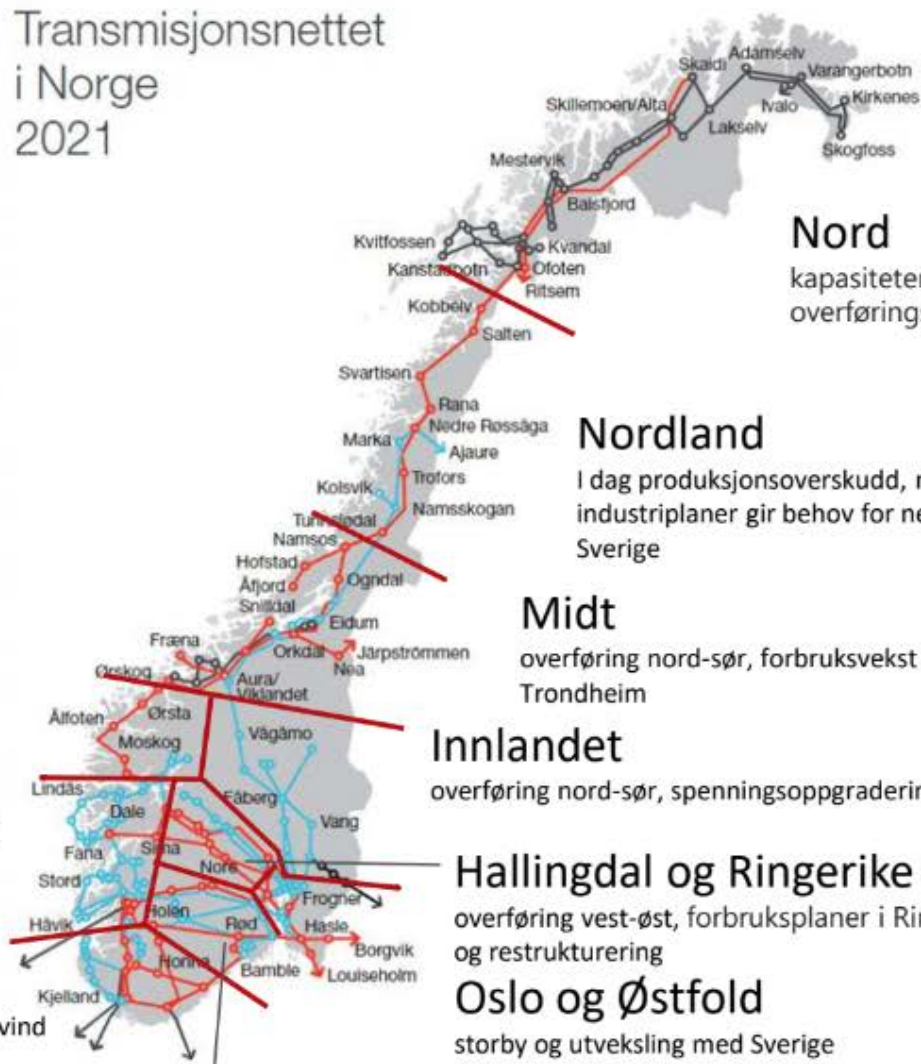 Transmisjonsnettet
i Norge
2021
Skaidi
Adamselv
Varangerbotn
Kirkenes
Ivalo
Skillemoen/Alta
Lakselv
Skogfoss
Mestervik
Balsfjord
Kvitfossen
Kvandal
Ofoten
Ritsem
Kobbelv
Salten
Svartisen
Rana
Nedre Røssåga
Marka
Ajaure
Trofors
Kolsvik
Namsskogan
Namsos
Hofstad
Ogndal
Åfjord
Snilldal
Eidum
Fræna
Orkdal
Järpströmmen
Nea
Ørskog
Aura/
Viklandet
Ørsta
Ålfoten
Vågåmo
Moskog
Lindås
Dale
Fåberg
Vang
Sima
Fana
Nore
Stord
Frogner
Håvik
Holen
Rød
Hasle
Borgvik
Honna
Bamble
Louiseholm
Kjelland
Nord
kapasiteten
overføring
Nordland
I dag produksjonsoverskudd,
industriplaner gir behov for
Sverige
Midt
overføring nord-sør, forbruksvekst
Trondheim
Innlandet
overføring nord-sør, spenningsoppgradering
Hallingdal og Ringerike
overføring vest-øst, forbruksplaner i
og restrukturering
Oslo og Østfold
storby og utveksling med Sverige
vind